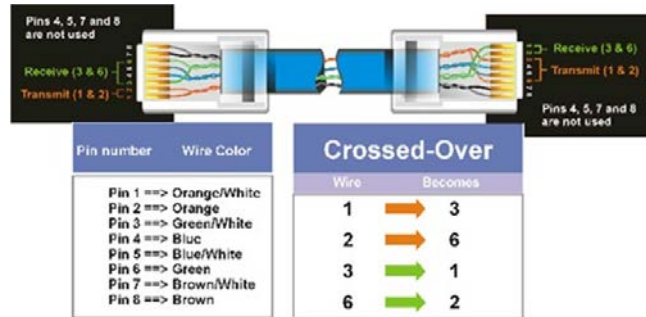 Pins 4, 5, 7 and 8
are not used
Receive (3 & 6)
Transmit (1 & 2)
Receive (3 & 6)
Transmit (1 & 2)
Pins 4, 5, 7 and 8
are not used
Pin number Wire Color
Pin 1 ==> Orange/White
Pin 2 ==> Orange
Pin 3 ==> Green/White
Pin 4 ==> Blue
Pin 5 ==> Blue/White
Pin 6 ==> Green
Pin 7 ==> Brown/White
Pin 8 ==> Brown
Crossed-Over
Wire Becomes
1 3
2 6
3 1
6 2